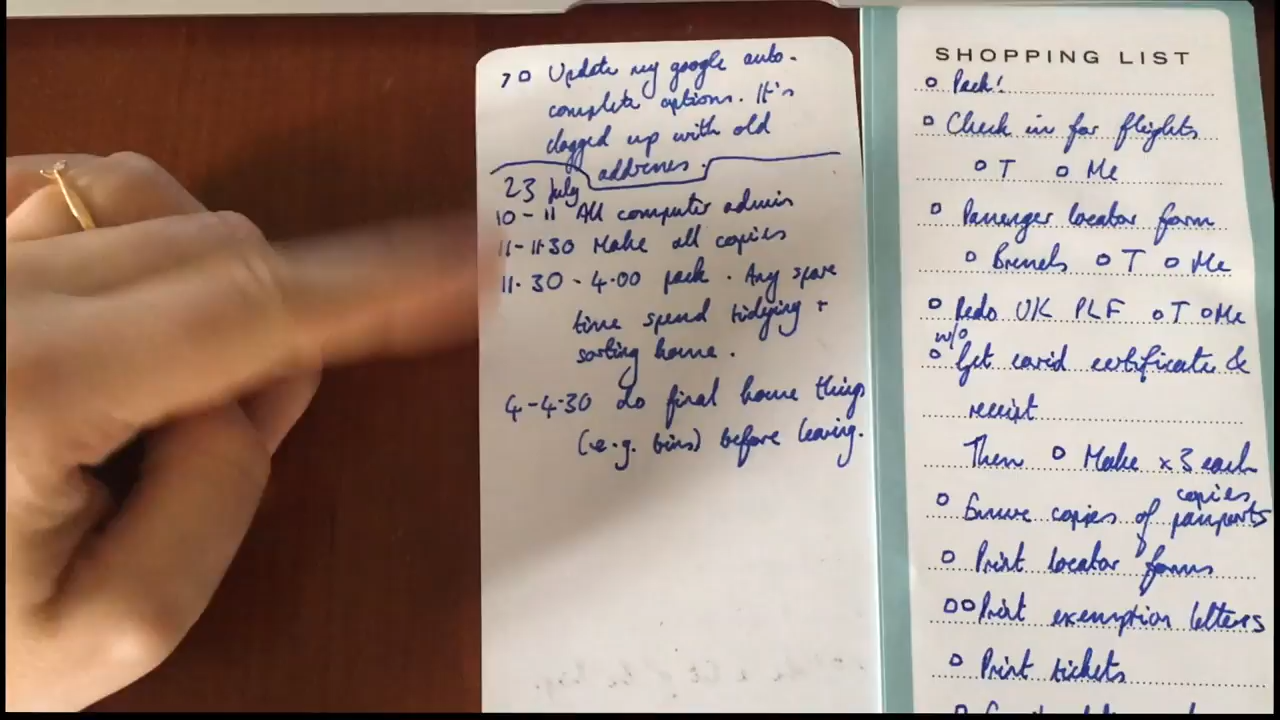 Update my google auto-
complete options. It's
clogged up with old
addresses.
23 July
10-11 All computer admin
11-11.30 Make all copies
11.30-4.00 pack. Any spare
time spend tidying +
sorting home.
4-4.30 do final home things
(e.g. bins) before leaving.
SHOPPING LIST
Pack!
Check in for flights
T Me
Passenger locator form
Brussels T Me
Redo UK PLF T Me
w/o
Get covid certificate &
receipt
Then Make x3 each
copies
Ensure copies of passports
Print locator forms
Print exemption letters
Print tickets